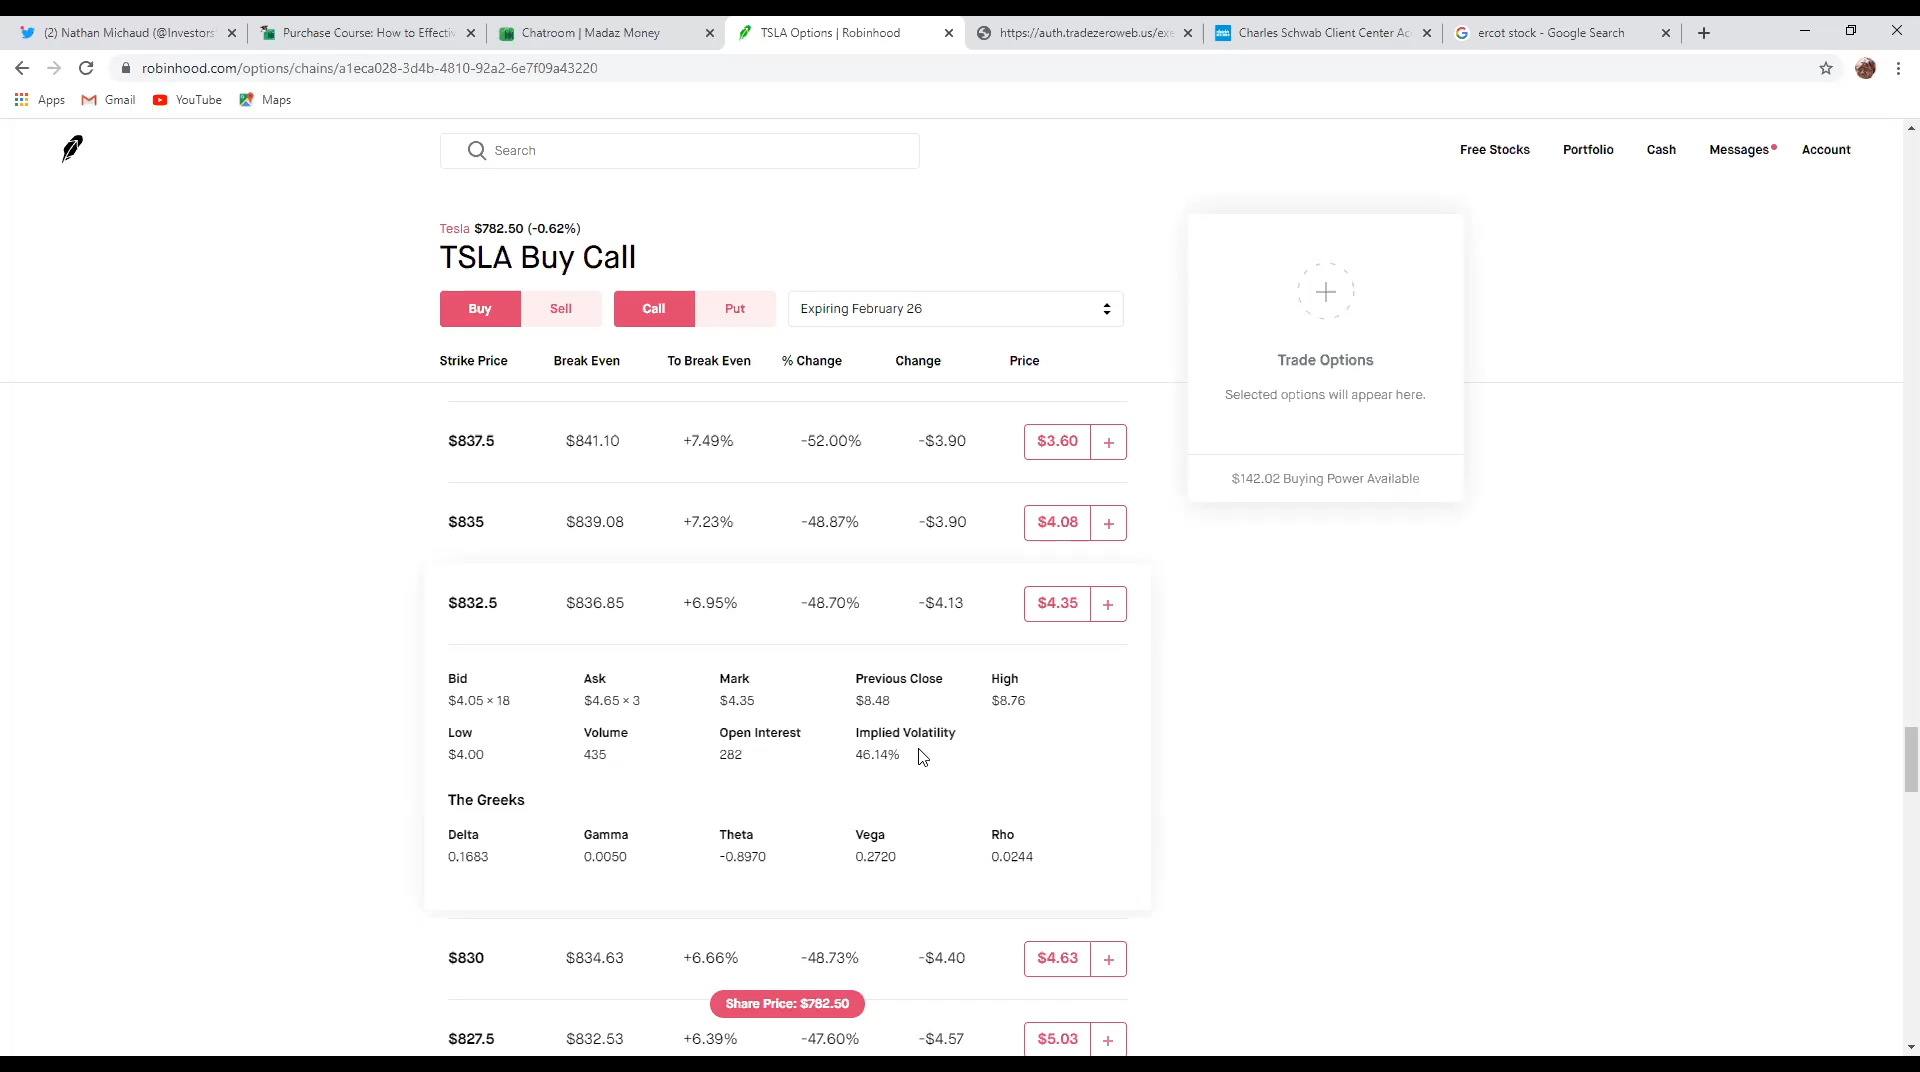 (2) Nathan Michaud (@Investors
Purchase Course: How to Effectiv
Chatroom | Madaz Money
TSLA Options | Robinhood
https://auth.tradezeroweb.us/exe
Charles Schwab Client Center Ac
ercot stock - Google Search
robinhood.com/options/chains/a1eca028-3d4b-4810-92a2-6e7f09a43220
Apps Gmail YouTube Maps
Search
Free Stocks Portfolio Cash Messages Account
Tesla $782.50 (-0.62%)
TSLA Buy Call
Buy Sell Call Put Expiring February 26
Strike Price Break Even To Break Even % Change Change Price
$837.5 $841.10 +7.49% -52.00% -$3.90 $3.60 +
$835 $839.08 +7.23% -48.87% -$3.90 $4.08 +
$832.5 $836.85 +6.95% -48.70% -$4.13 $4.35 +
Bid Ask Mark Previous Close High
$4.05 × 18 $4.65 × 3 $4.35 $8.48 $8.76
Low Volume Open Interest Implied Volatility
$4.00 435 282 46.14%
The Greeks
Delta Gamma Theta Vega Rho
0.1683 0.0050 -0.8970 0.2720 0.0244
$830 $834.63 +6.66% -48.73% -$4.40 $4.63 +
Share Price: $782.50
$827.5 $832.53 +6.39% -47.60% -$4.57 $5.03 +
Trade Options
Selected options will appear here.
$142.02 Buying Power Available